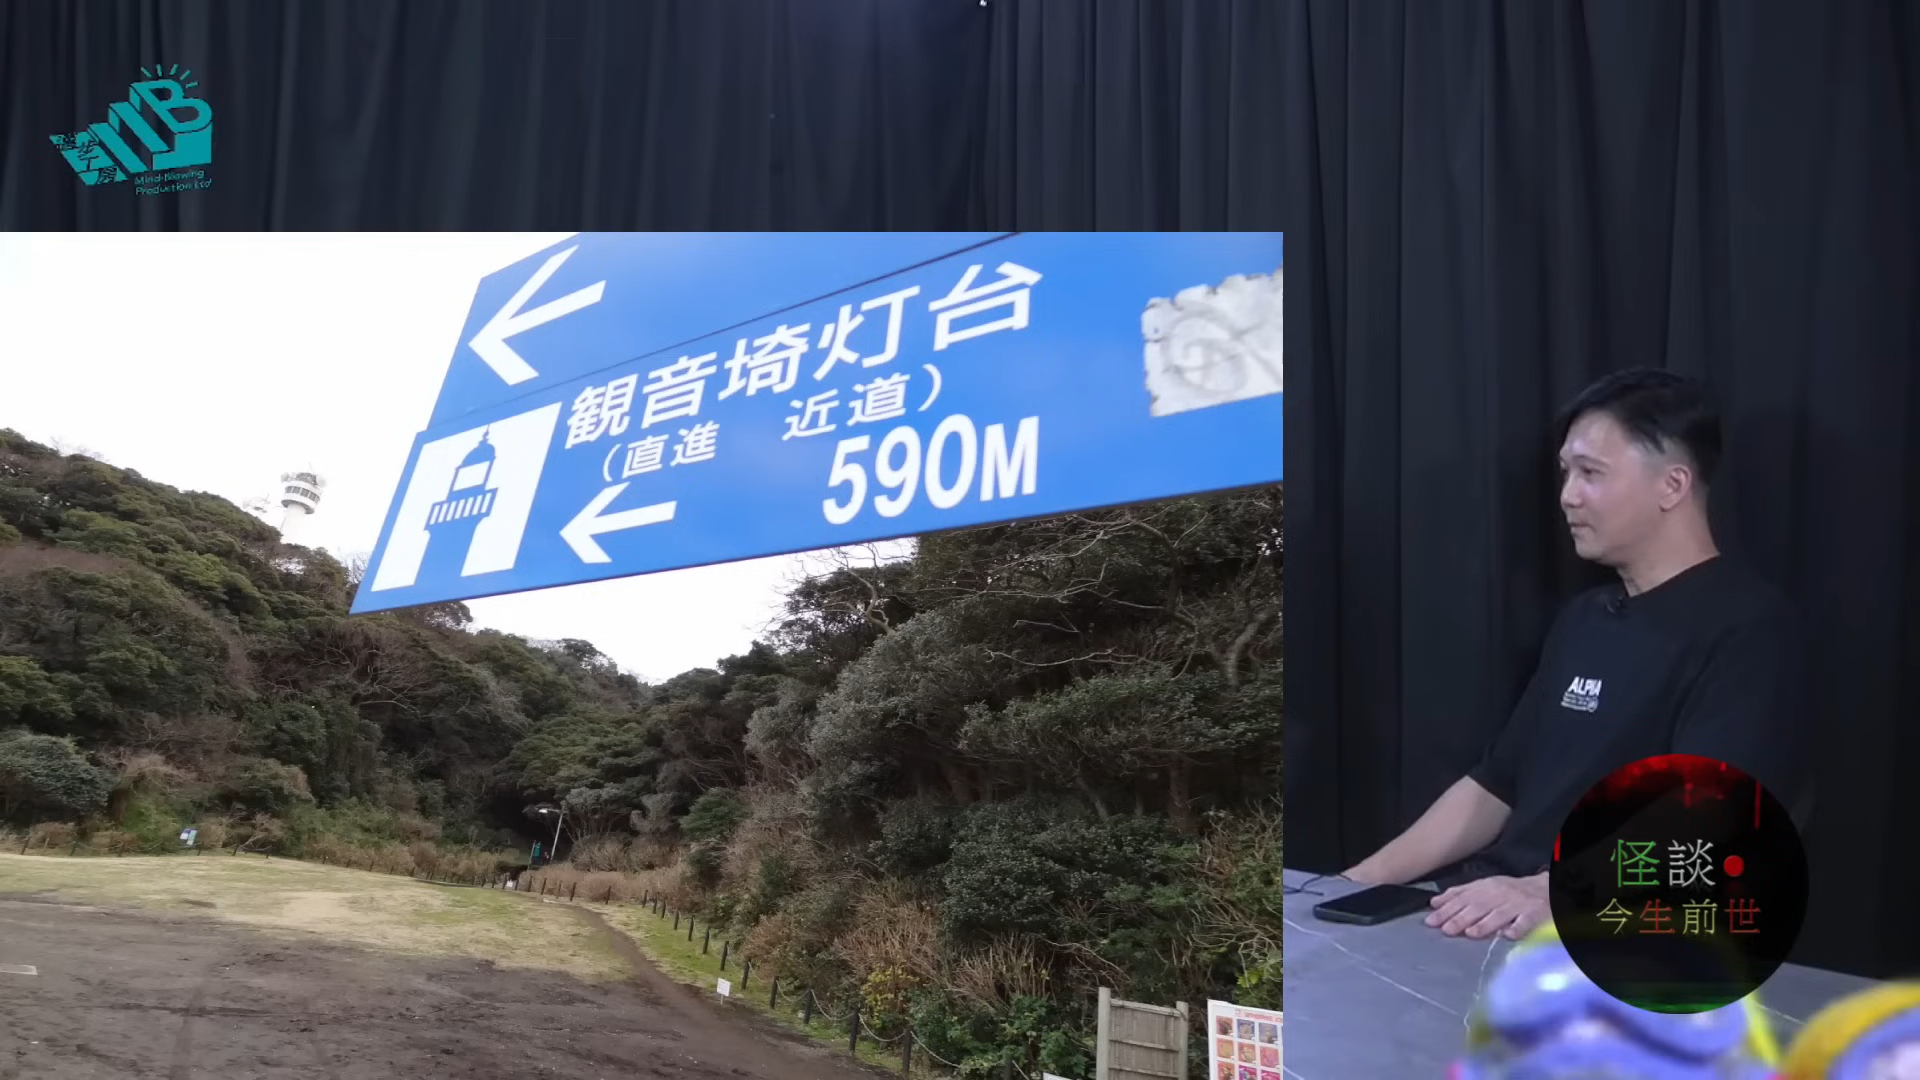 MB
Mind-Blowing
Production Ltd
観音埼灯台
（直進 近道）
590M
ALPHA
怪談
今生前世